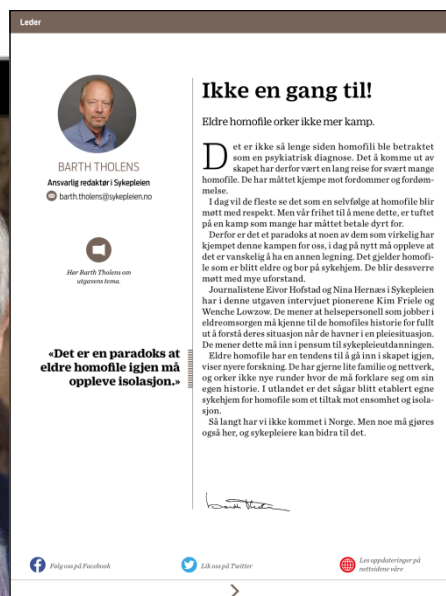 Leder
BARTH THOLENS
Ansvarlig redaktør i Sykepleien
barth.tholens@sykepleien.no
Hør Barth Tholens om
utgavens tema.
«Det er en paradoks at
eldre homofile igjen må
oppleve isolasjon.»
Ikke en gang til!
Eldre homofile orker ikke mer kamp.
Det er ikke så lenge siden homofili ble betraktet
som en psykiatrisk diagnose. Det å komme ut av
skapet har derfor vært en lang reise for svært mange
homofile. De har måttet kjempe mot fordommer og fordøm-
melse.
I dag vil de fleste se det som en selvfølge at homofile blir
møtt med respekt. Men vår frihet til å mene dette, er tuftet
på en kamp som mange har måttet betale dyrt for.
Derfor er det et paradoks at noen av dem som virkelig har
kjempet denne kampen for oss, i dag på nytt må oppleve at
det er vanskelig å ha en annen legning. Det gjelder homofi-
le som er blitt eldre og bor på sykehjem. De blir dessverre
møtt med mye uforstand.
Journalistene Eivor Hofstad og Nina Hernæs i Sykepleien
har i denne utgaven intervjuet pionerene Kim Friele og
Wenche Lowzow. De mener at helsepersonell som jobber i
eldreomsorgen må kjenne til de homofiles historie for fullt
ut å forstå deres situasjon når de havner i en pleiesituasjon.
De mener dette må inn i pensum til sykepleieutdanningen.
Eldre homofile har en tendens til å gå inn i skapet igjen,
viser nyere forskning. De har gjerne lite familie og nettverk,
og orker ikke nye runder hvor de må forklare seg om sin
egen historie. I utlandet er det sågar blitt etablert egne
sykehjem for homofile som et tiltak mot ensomhet og isola-
sjon.
Så langt har vi ikke kommet i Norge. Men noe må gjøres
også her, og sykepleiere kan bidra til det.
Følg oss på Facebook
Lik oss på Twitter
Les oppdateringer på
nettsidene våre